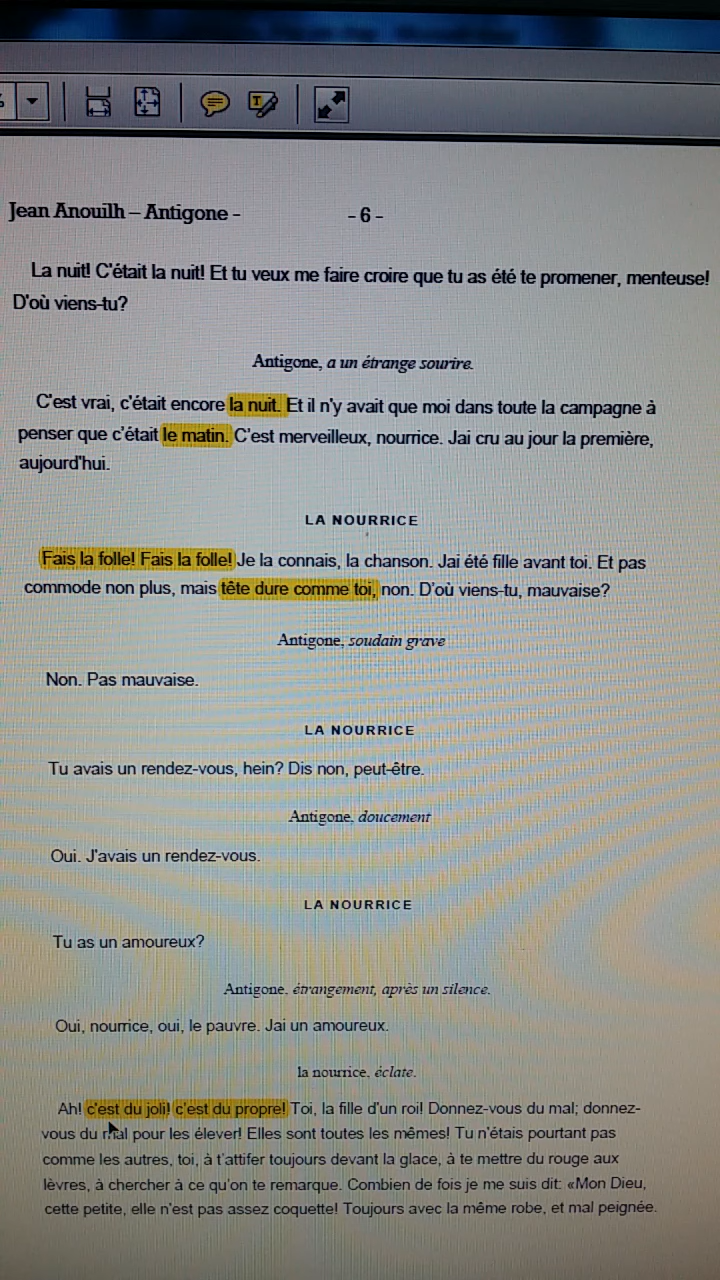 Jean Anouilh – Antigone - - 6 -
La nuit! C'était la nuit! Et tu veux me faire croire que tu as été te promener, menteuse!
D'où viens-tu?
Antigone, a un étrange sourire.
C'est vrai, c'était encore la nuit. Et il n'y avait que moi dans toute la campagne à
penser que c'était le matin. C'est merveilleux, nourrice. Jai cru au jour la première,
aujourd'hui.
LA NOURRICE
Fais la folle! Fais la folle! Je la connais, la chanson. Jai été fille avant toi. Et pas
commode non plus, mais tête dure comme toi, non. D'où viens-tu, mauvaise?
Antigone, soudain grave
Non. Pas mauvaise.
LA NOURRICE
Tu avais un rendez-vous, hein? Dis non, peut-être.
Antigone, doucement
Oui. J'avais un rendez-vous.
LA NOURRICE
Tu as un amoureux?
Antigone, étrangement, après un silence.
Oui, nourrice, oui, le pauvre. Jai un amoureux.
la nourrice, éclate.
Ah! c'est du joli! c'est du propre! Toi, la fille d'un roi! Donnez-vous du mal; donnez-
vous du mal pour les élever! Elles sont toutes les mêmes! Tu n'étais pourtant pas
comme les autres, toi, à t'attifer toujours devant la glace, à te mettre du rouge aux
lèvres, à chercher à ce qu'on te remarque. Combien de fois je me suis dit: «Mon Dieu,
cette petite, elle n'est pas assez coquette! Toujours avec la même robe, et mal peignée.